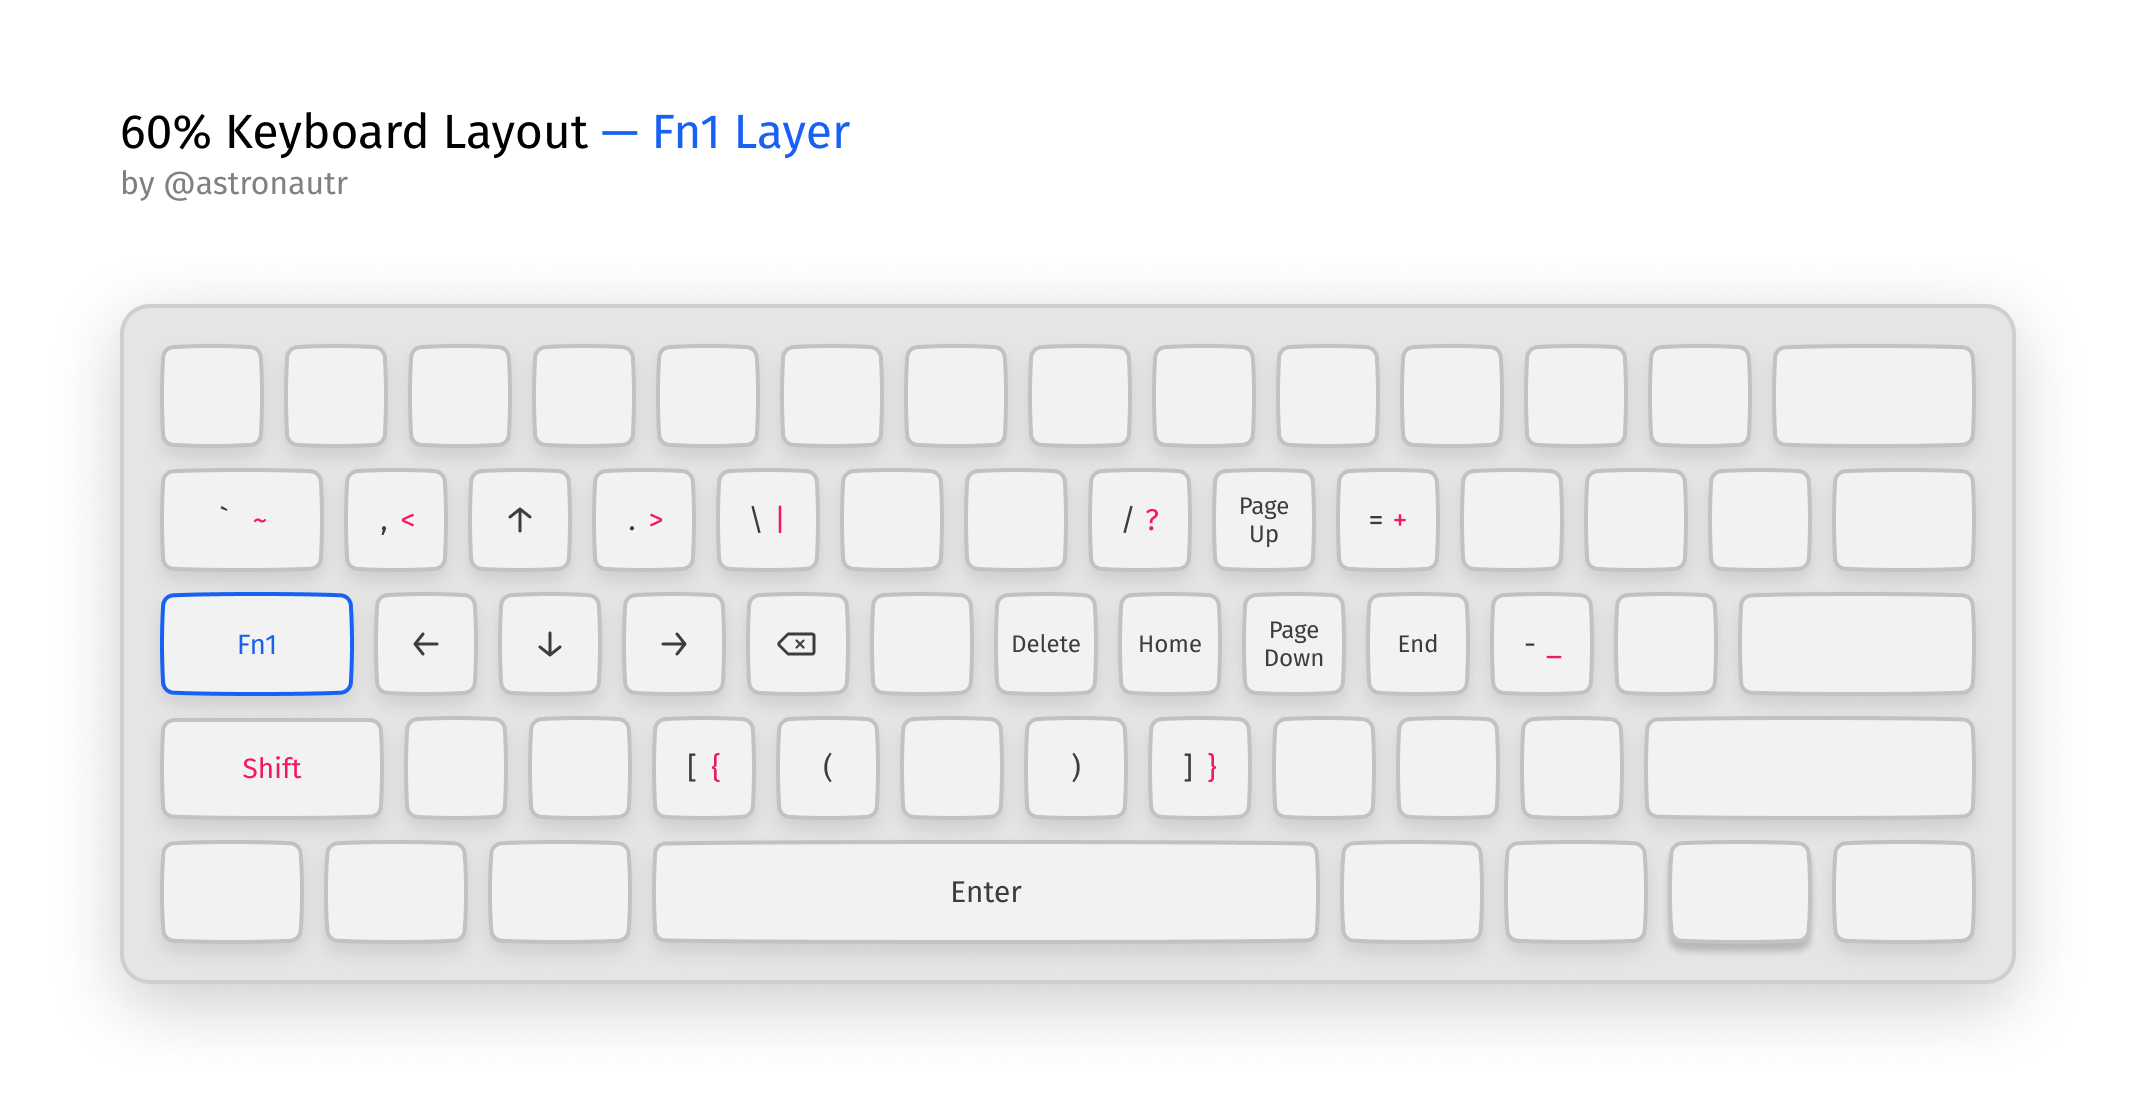 60% Keyboard Layout — Fn1 Layer
by @astronautr
` ~ , < ↑ . > \ | / ? Page Up = +
Fn1 ← ↓ → ⌫ Delete Home Page Down End - _
Shift [ { ( ) ] }
Enter